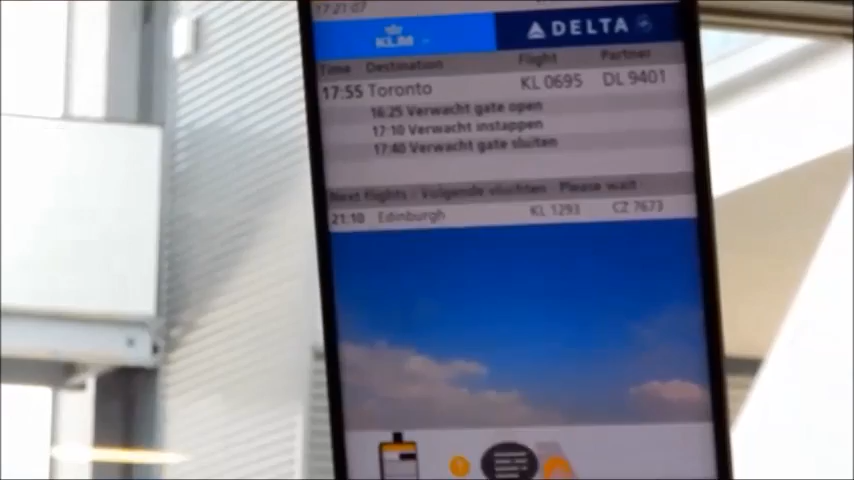 17:21:07
KLM DELTA
Time Destination Flight Partner
17:55 Toronto KL 0695 DL 9401
16:25 Verwacht gate open
17:10 Verwacht instappen
17:40 Verwacht gate sluiten
Next flights - Volgende vluchten - Please wait
21:10 Edinburgh KL 1293 CZ 7673